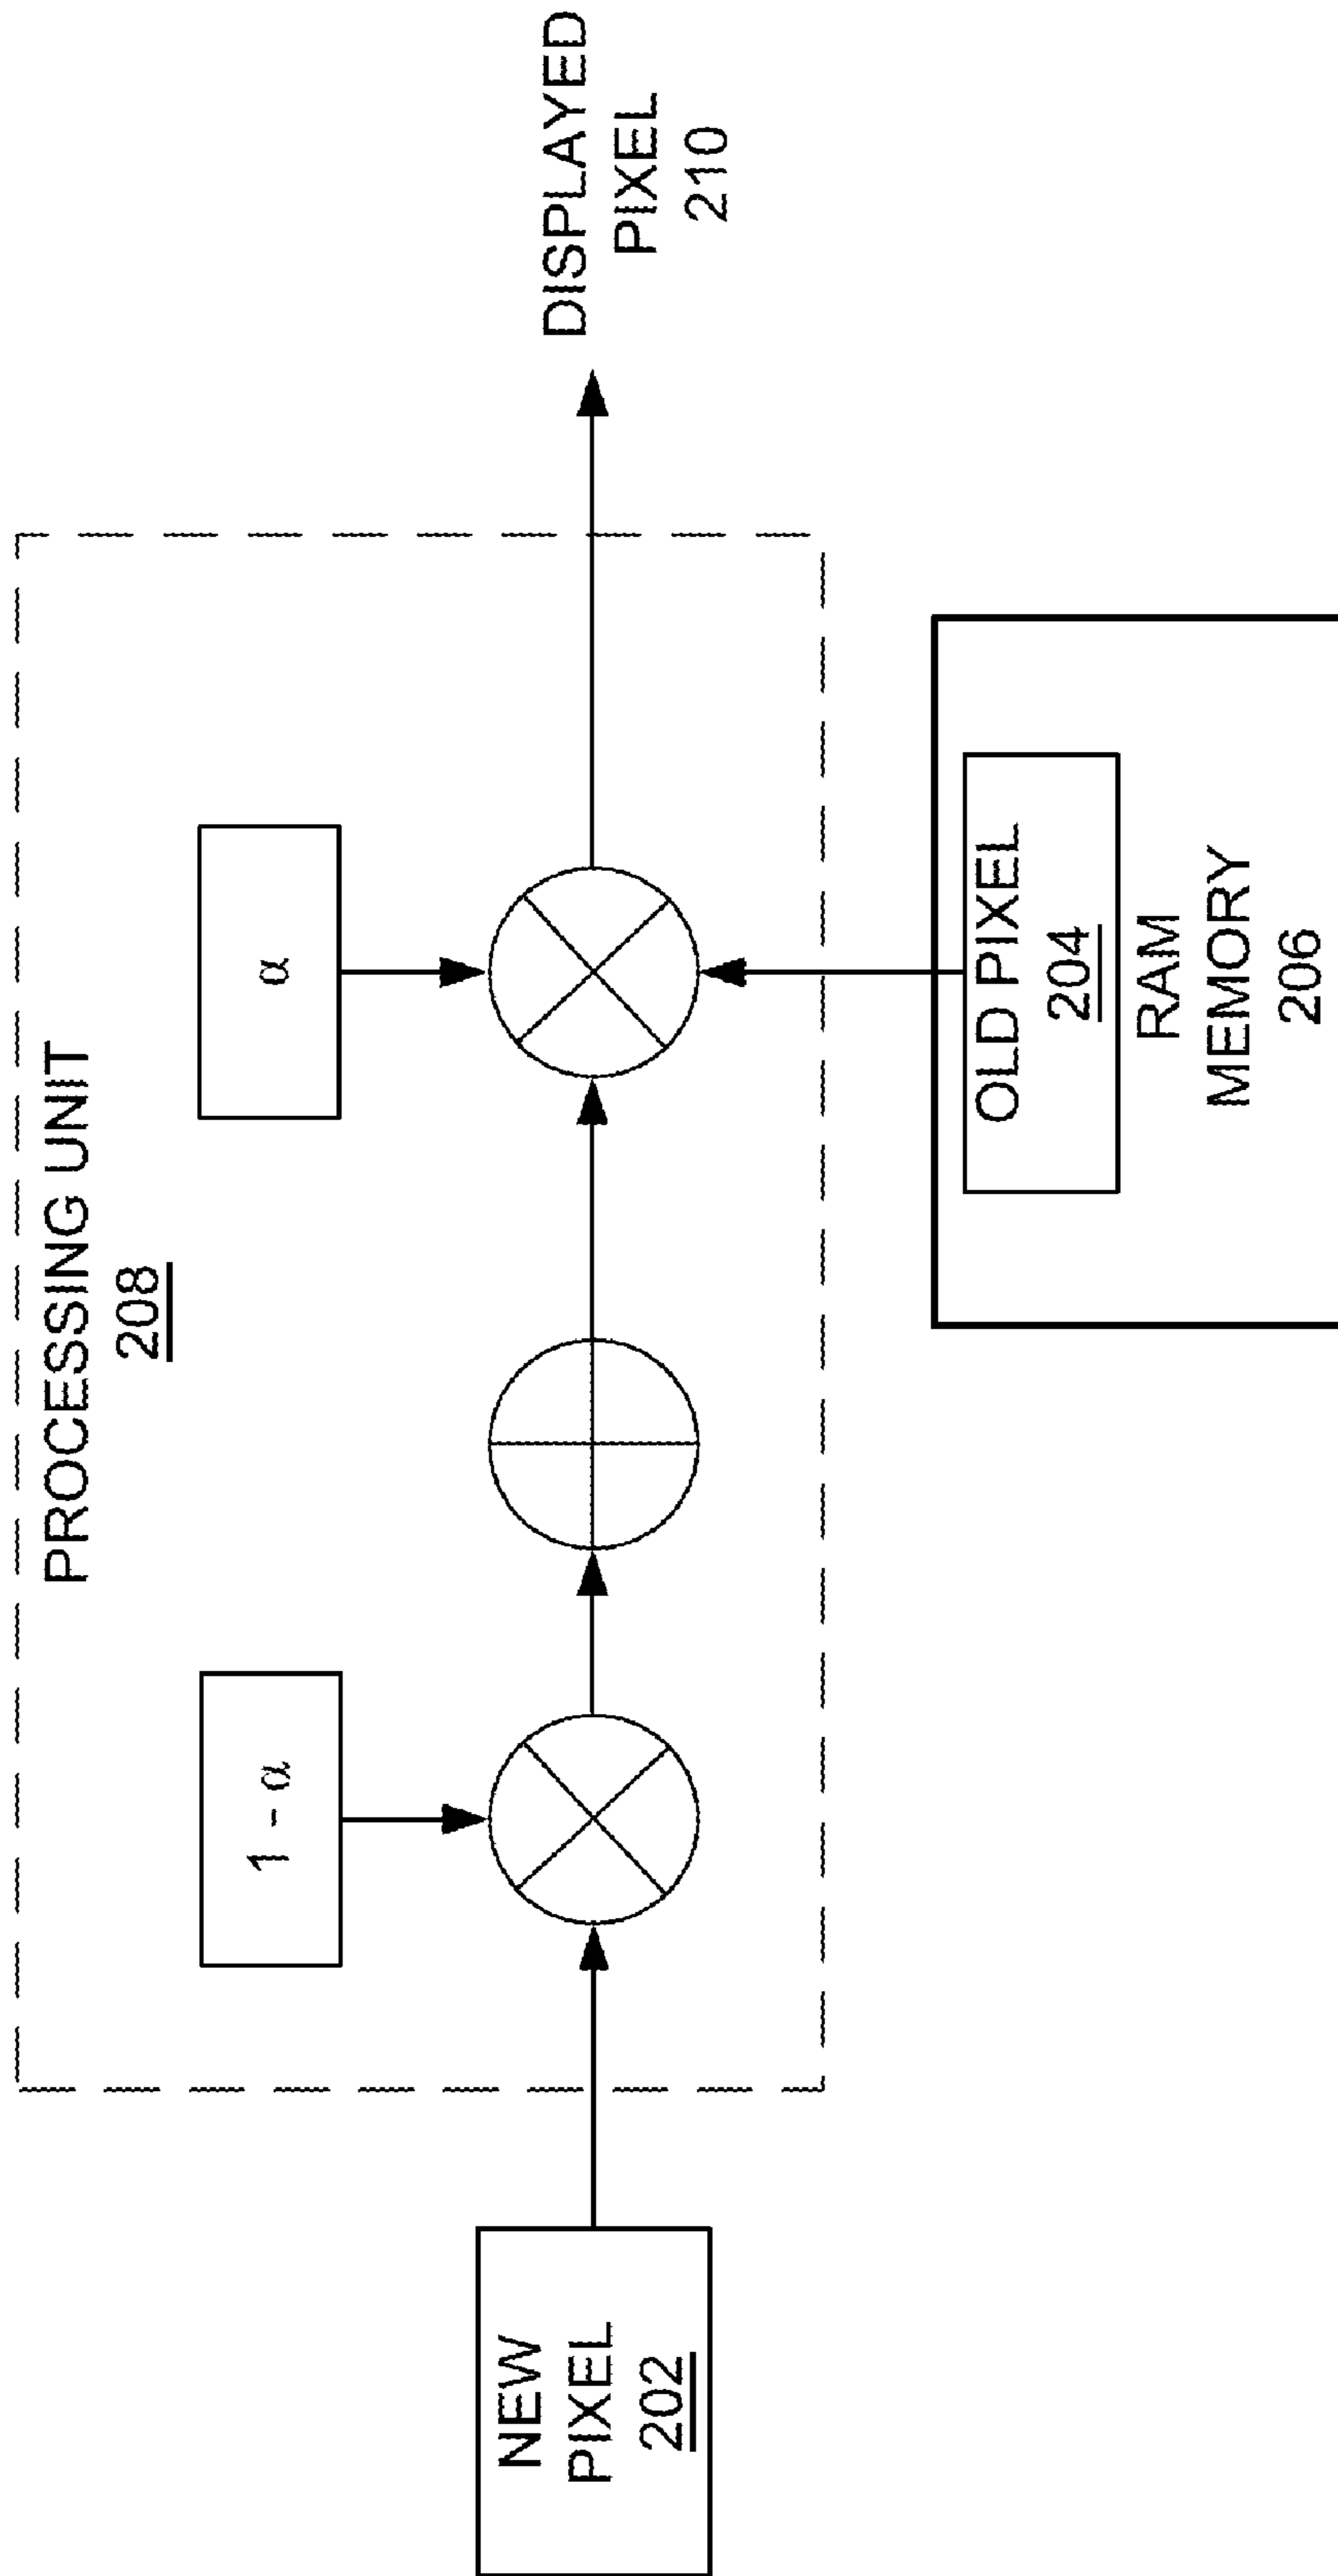 PROCESSING UNIT
208
1 - α
α
NEW
PIXEL
202
DISPLAYED
PIXEL
210
OLD PIXEL
204
RAM
MEMORY
206